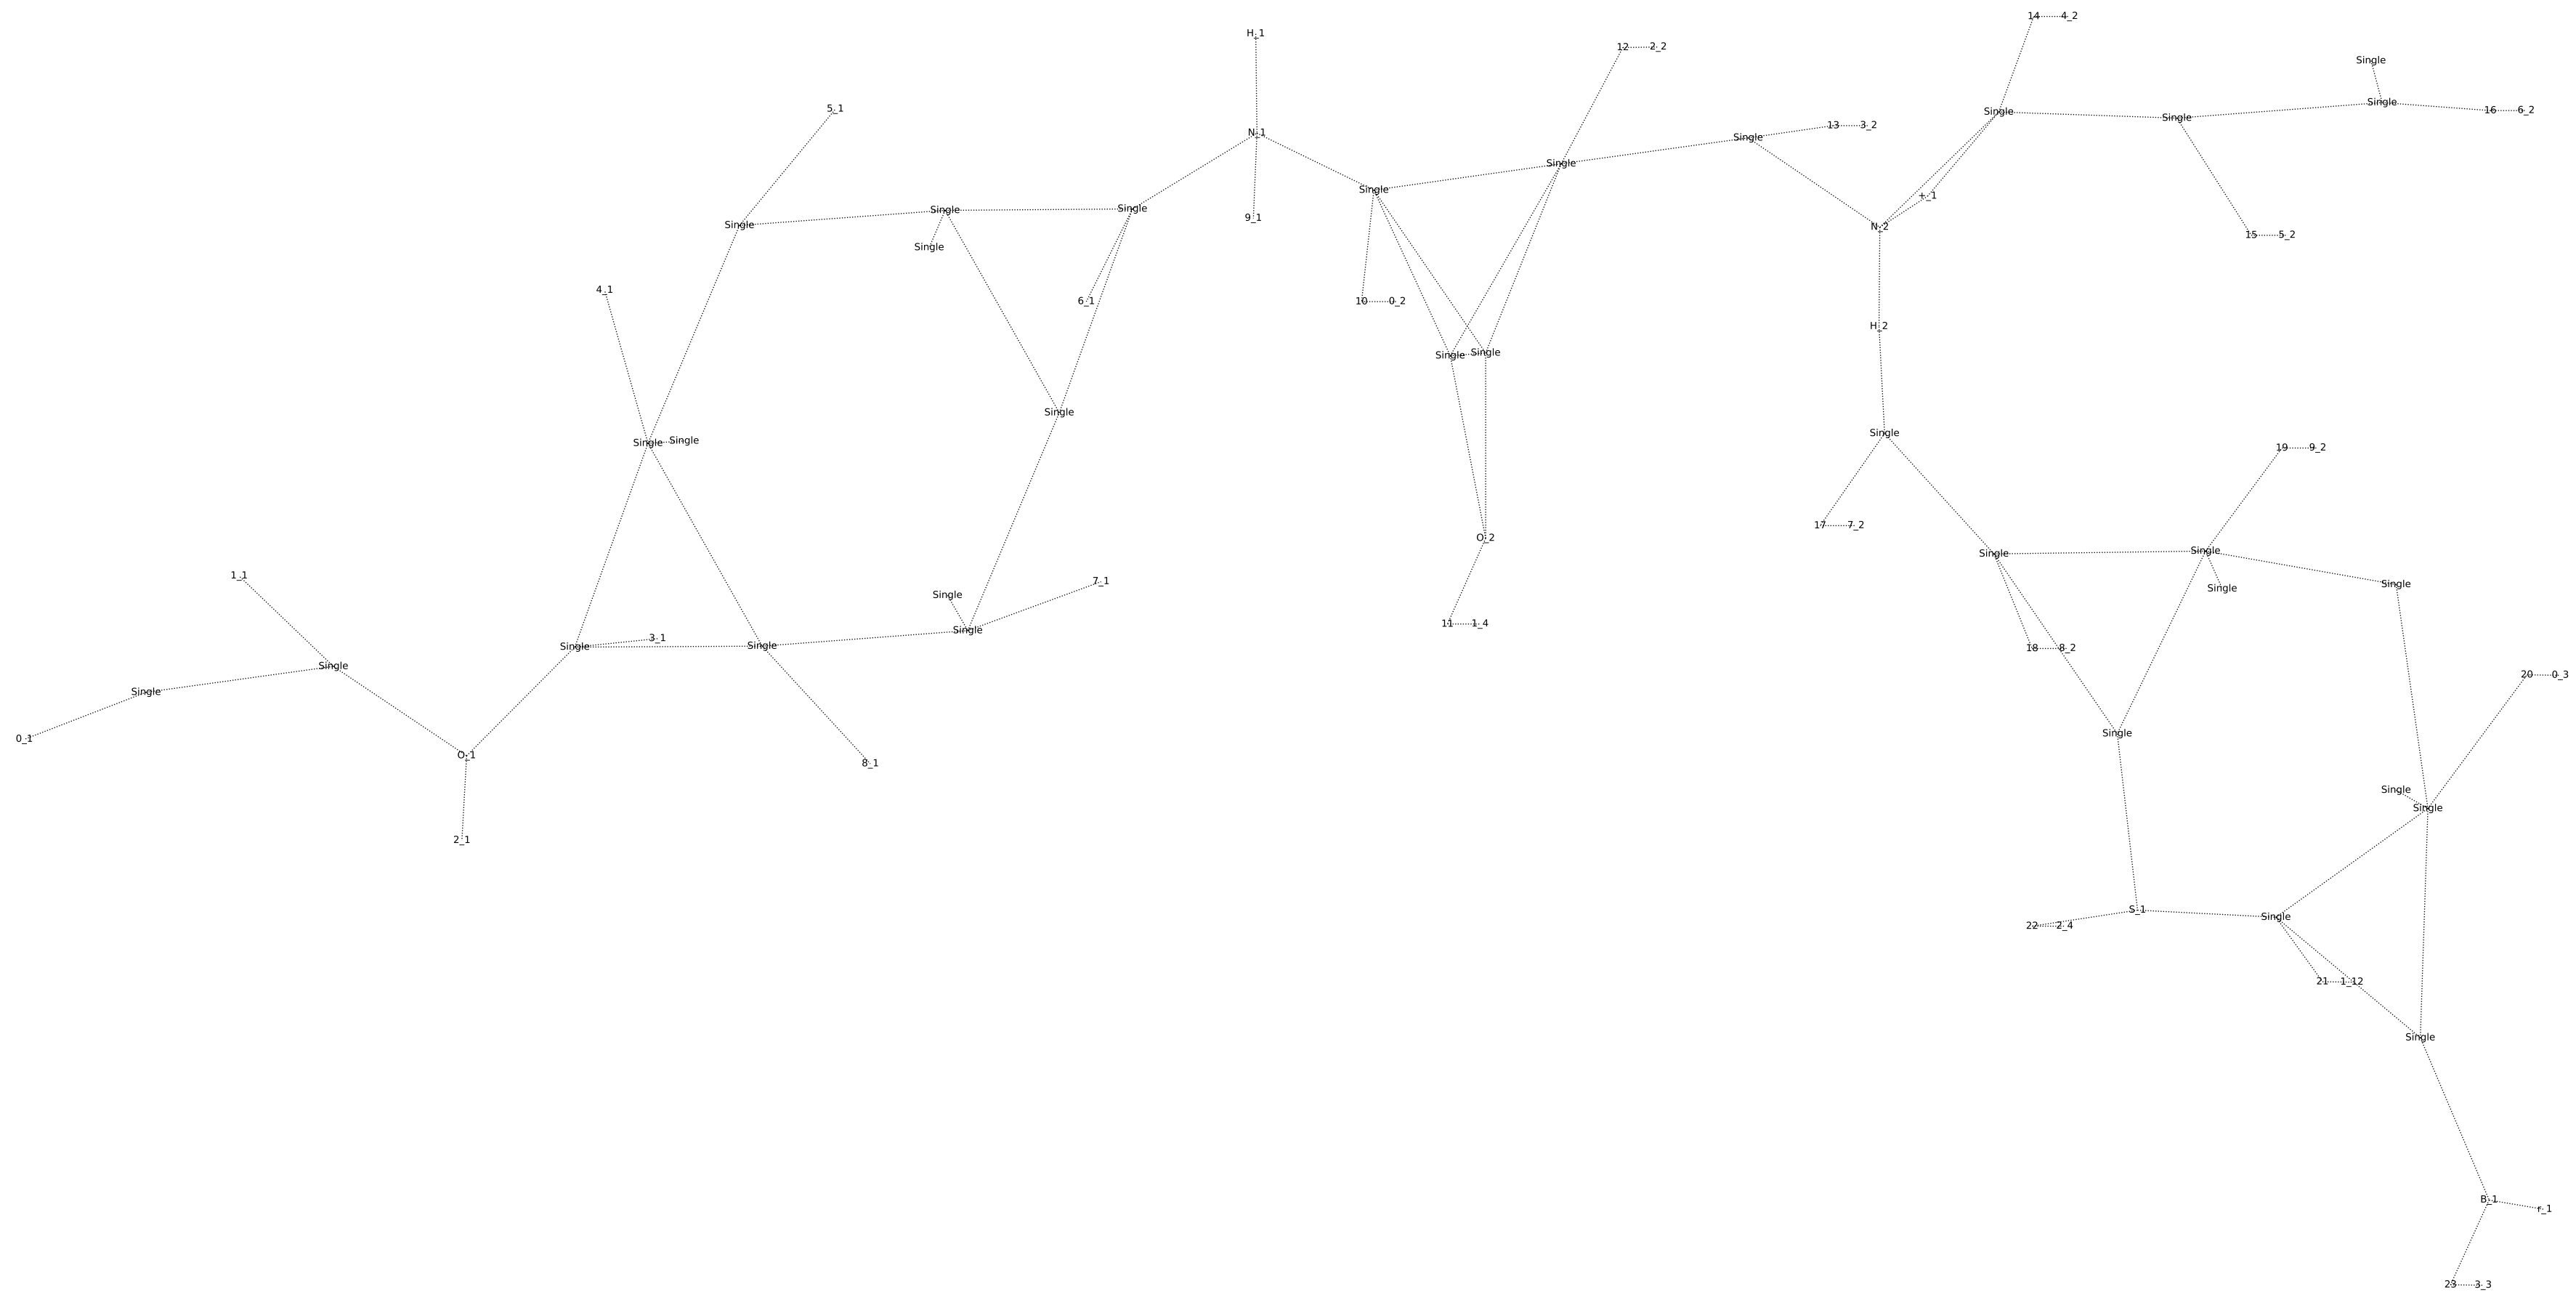 14 4_2
H_1
12 2_2
Single
Single
16 6_2
5_1
Single
Single
13 3_2
N_1
Single
Single
+_1
Single
Single
Single
9_1
Single
N_2
15 5_2
Single
4_1
6_1
10 0_2
H_2
Single
Single
Single
Single
Single
Single
19 9_2
17 7_2
O_2
Single
Single
1_1
7_1
Single
Single
Single
11 1_4
Single
3_1
Single
Single
18 8_2
Single
Single
20 0_3
0_1
Single
O_1
8_1
Single
Single
2_1
S_1
Single
22 2_4
21 1_12
Single
B_1
r_1
23 3_3